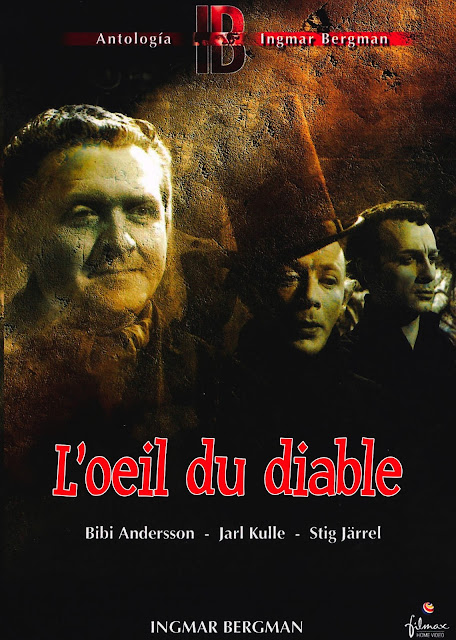 Antología IB Ingmar Bergman
L'oeil du diable
Bibi Andersson - Jarl Kulle - Stig Järrel
INGMAR BERGMAN
filmax
HOME VIDEO